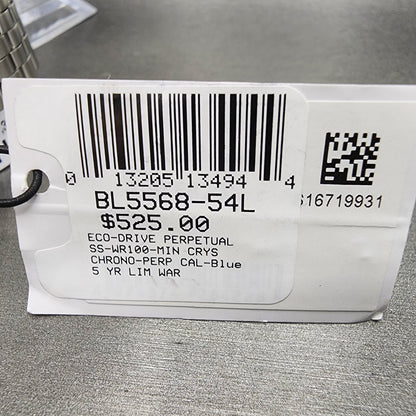 0 13205 13494 4
BL5568-54L
$525.00
ECO-DRIVE PERPETUAL
SS-WR100-MIN CRYS
CHRONO-PERP CAL-Blue
5 YR LIM WAR
16719931